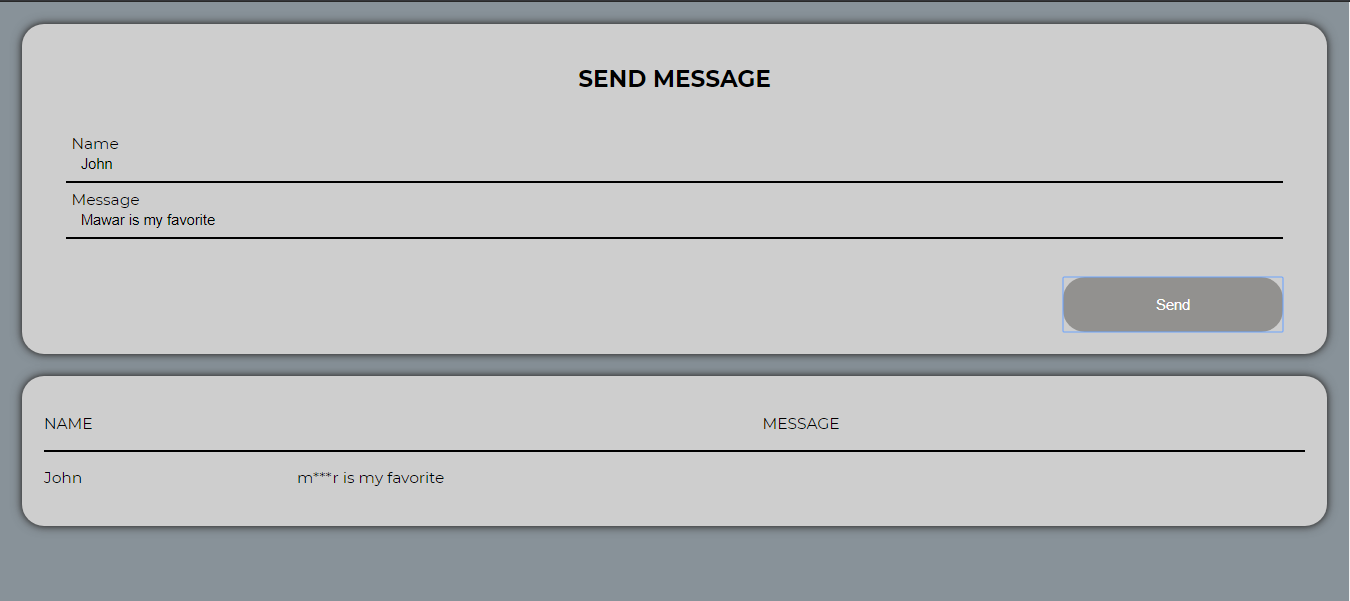 SEND MESSAGE
Name
John
Message
Mawar is my favorite
Send
NAME MESSAGE
John m***r is my favorite